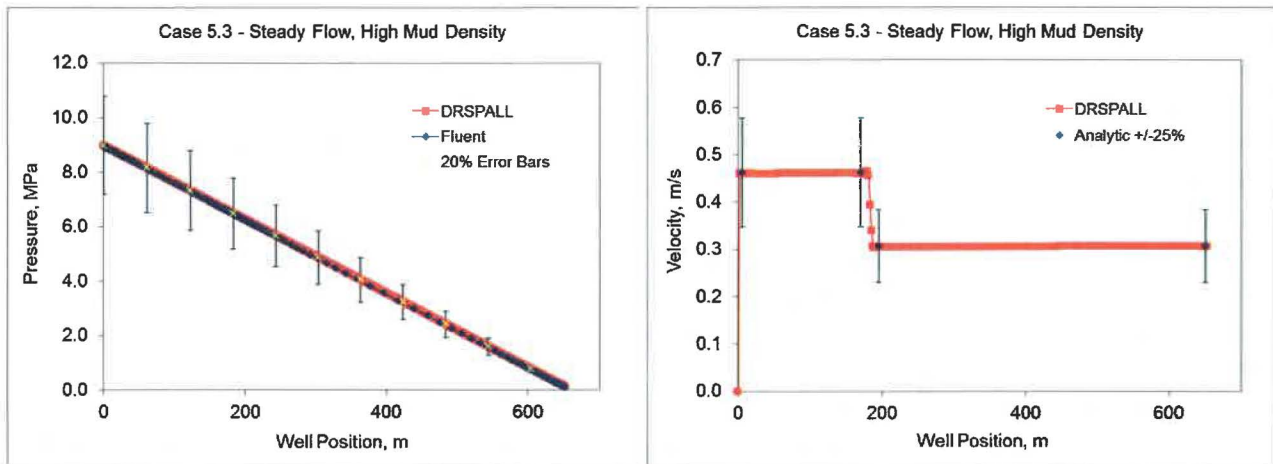 Case 5.3 - Steady Flow, High Mud Density
12.0
10.0
8.0
6.0
4.0
2.0
0.0
Pressure, MPa
DRSPALL
Fluent
20% Error Bars
0
200
400
600
Well Position, m
Case 5.3 - Steady Flow, High Mud Density
0.7
0.6
0.5
0.4
0.3
0.2
0.1
0.0
Velocity, m/s
DRSPALL
Analytic +/-25%
0
200
400
600
Well Position, m